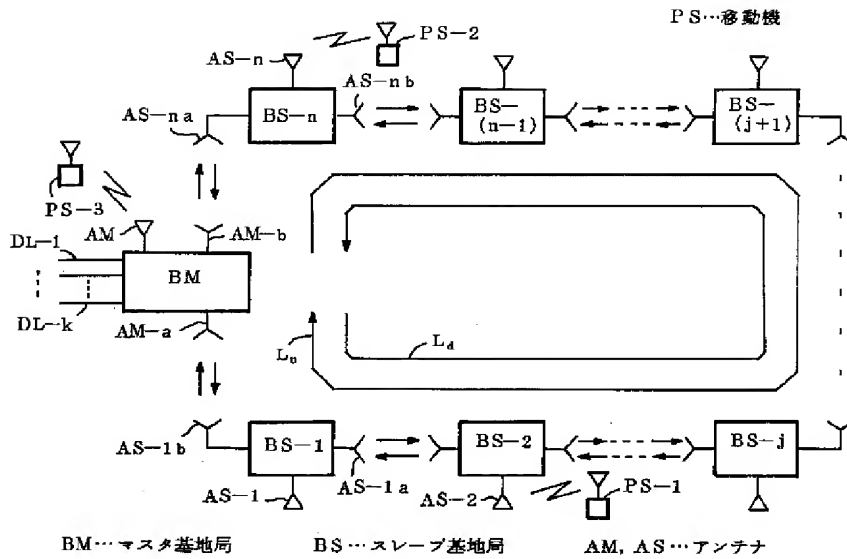 PS…移動機
PS-2
AS-n
AS-nb
BS-n
BS-
(n-1)
BS-
(j+1)
AS-na
PS-3
AM
AM-b
DL-1
BM
DL-k
AM-a
Lu
Ld
AS-1b
BS-1
BS-2
BS-j
AS-1
AS-1a
AS-2
PS-1
BM…マスタ基地局
BS…スレーブ基地局
AM, AS…アンテナ